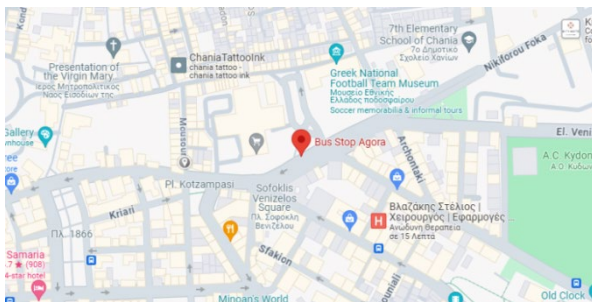 Kond
Presentation of
the Virgin Mary...
Ιερός Μητροπολιτικός
Ναός Εισοδίων της
ChaniaTattooInk
chania tattoo -
chania tattoo ink
7th Elementary
School of Chania
7ο Δημοτικό
Σχολείο Χανίων
Greek National
Football Team Museum
Μουσείο Εθνικής
Ελλάδος ποδοσφαίρου
Soccer memorabilia & informal tours
Nikiforou Foka
Gallery
Mousouri
Bus Stop Agora
El. Veni
Archontaki
A.C. Kydon
Α.Ο. Κυδω
Pl. Kotzampasi
Sofoklis
Venizelos
Square
Πλ. Σοφοκλή
Βενιζέλου
Kriari
Πλ. 1866
Βλαζάκης Στέλιος |
Χειρουργός | Εφαρμογές ...
Ανώδυνη Θεραπεία
σε 15 Λεπτά
Samaria
(908)
4-star hotel
Sfakion
Minoan's World
Old Clock